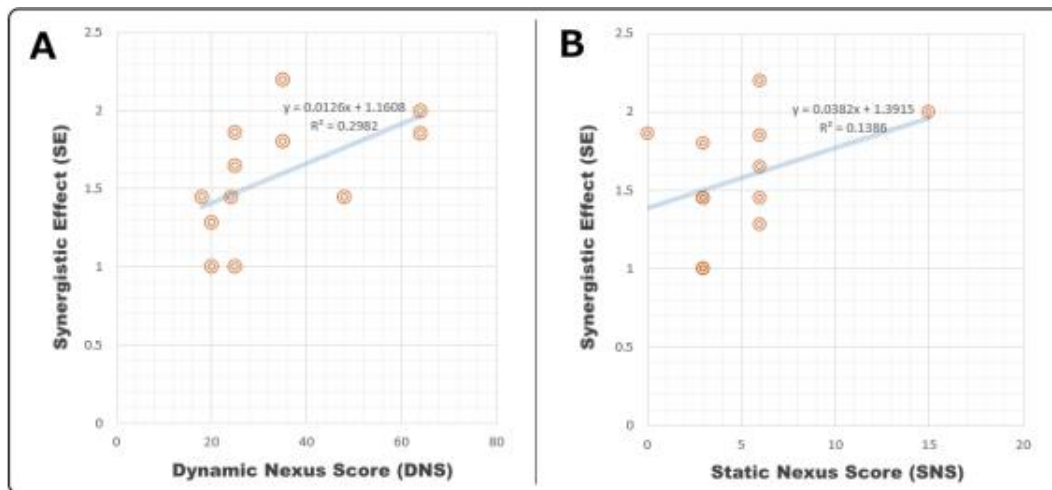 A
2.5
2
1.5
1
0.5
0
0
20
40
60
80
y = 0.0126x + 1.1608
R² = 0.2982
Synergistic Effect (SE)
Dynamic Nexus Score (DNS)
B
2.5
2
1.5
1
0.5
0
0
5
10
15
20
y = 0.0382x + 1.3915
R² = 0.1386
Synergistic Effect (SE)
Static Nexus Score (SNS)